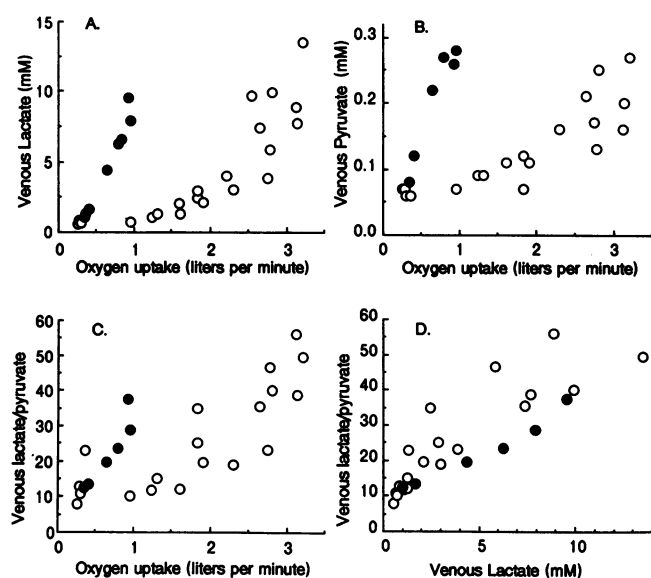 A.
Venous Lactate (mM)
15
10
5
0
0 1 2 3
Oxygen uptake (liters per minute)
B.
Venous Pyruvate (mM)
0.3
0.2
0.1
0.0
0 1 2 3
Oxygen uptake (liters per minute)
C.
Venous lactate/pyruvate
60
50
40
30
20
10
0
0 1 2 3
Oxygen uptake (liters per minute)
D.
Venous lactate/pyruvate
60
50
40
30
20
10
0
0 5 10
Venous Lactate (mM)